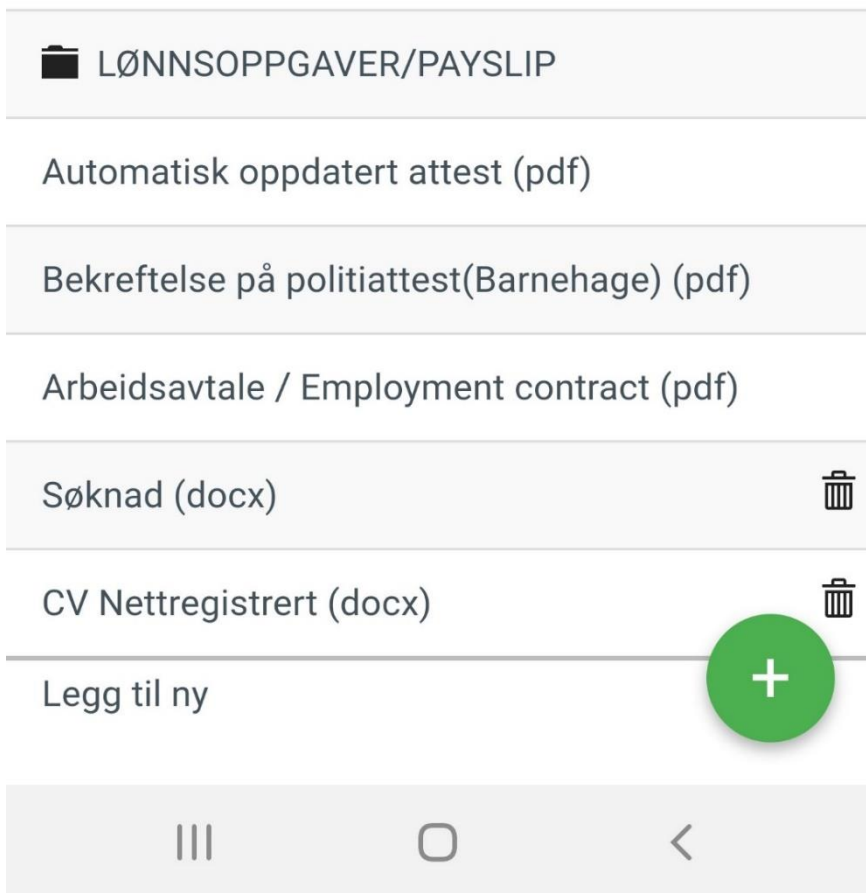 LØNNSOPPGAVER/PAYSLIP
Automatisk oppdatert attest (pdf)
Bekreftelse på politiattest(Barnehage) (pdf)
Arbeidsavtale / Employment contract (pdf)
Søknad (docx)
CV Nettregistrert (docx)
Legg til ny